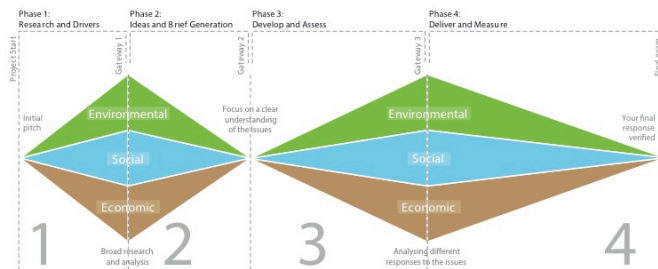 Phase 1:
Research and Drivers
Phase 2:
Ideas and Brief Generation
Phase 3:
Develop and Assess
Phase 4:
Deliver and Measure
Project Start
Gateway 1
Gateway 2
Gateway 3
Initial
pitch
Environmental
Social
Economic
Focus on a clear
understanding
of the Issues
Environmental
Social
Economic
Your final
response
verified
1
Broad research
and analysis
2
3
Analysing different
responses to the issues
4